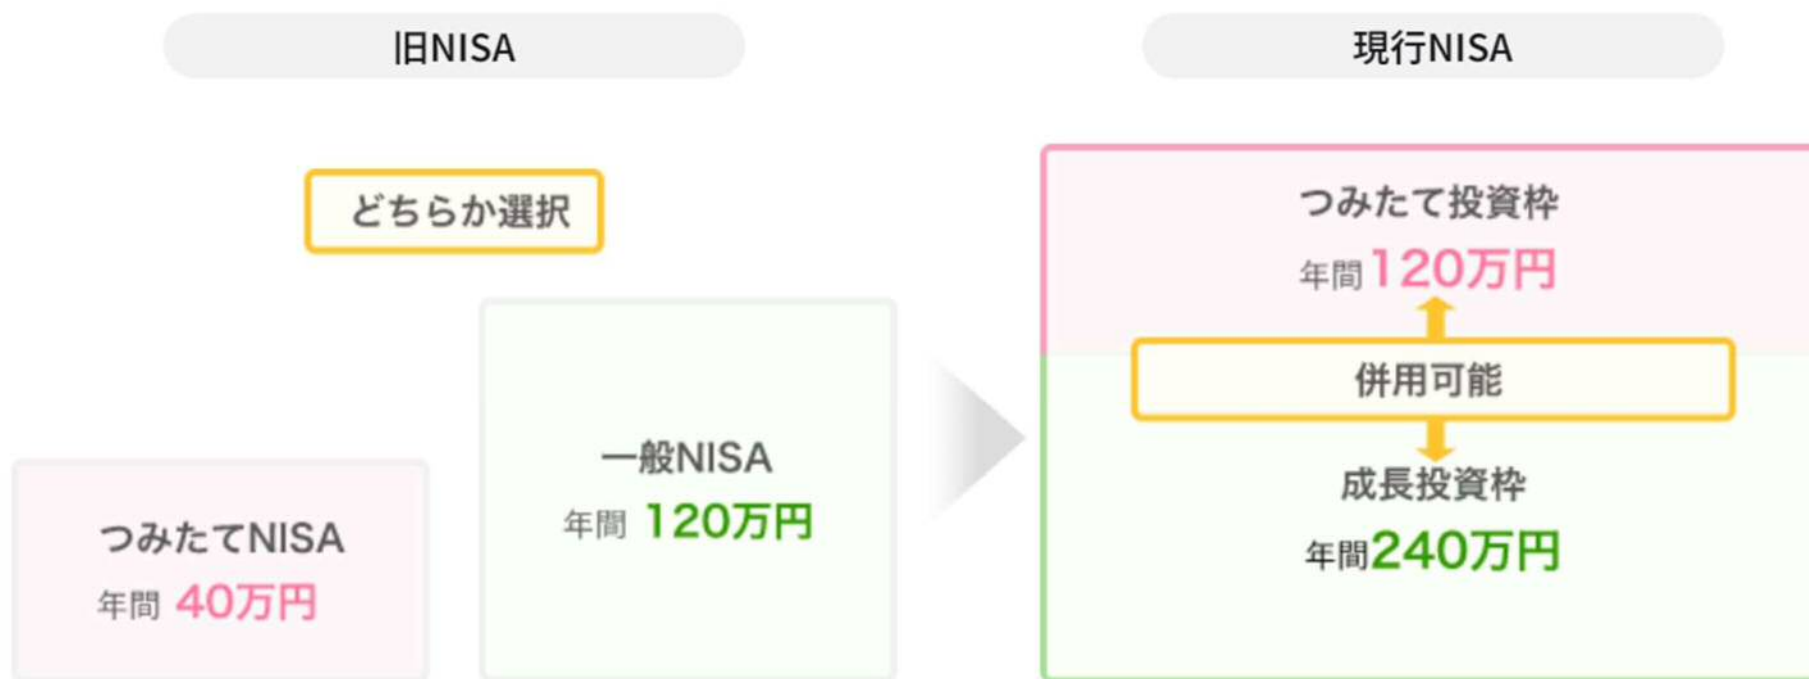 旧NISA
どちらか選択
つみたてNISA
年間 40万円
一般NISA
年間 120万円
現行NISA
つみたて投資枠
年間120万円
併用可能
成長投資枠
年間240万円